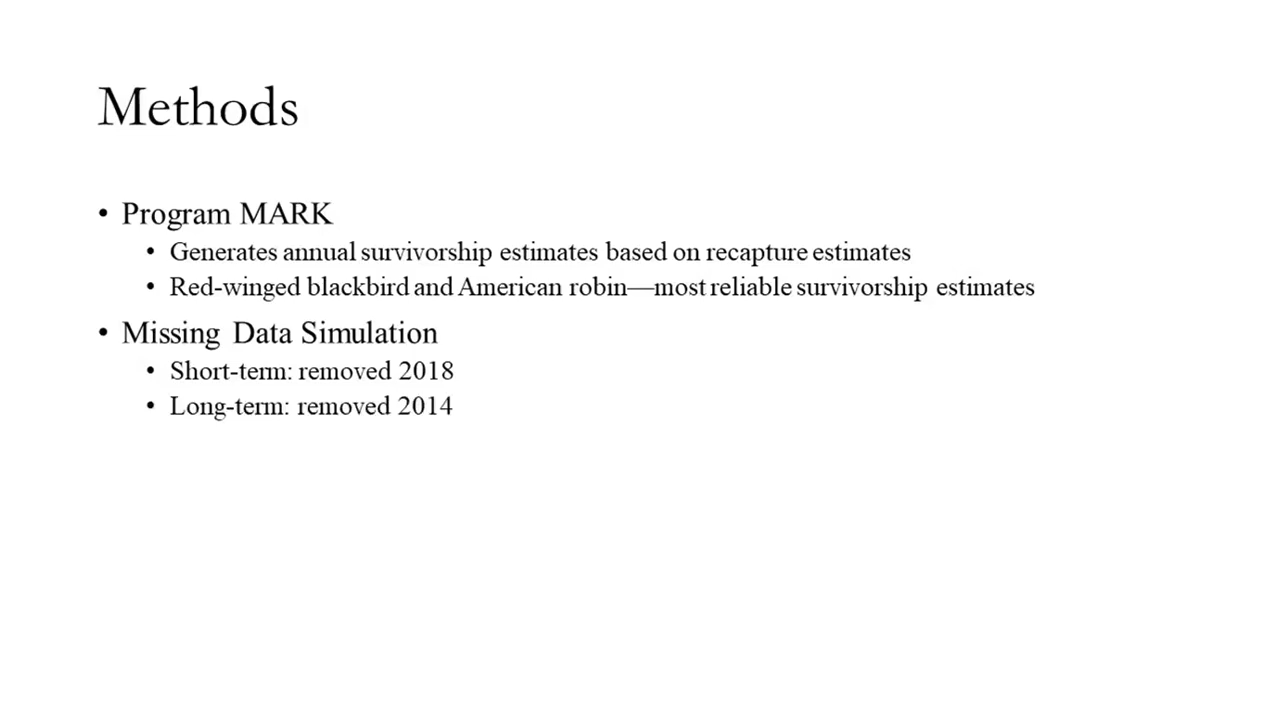 Methods
• Program MARK
• Generates annual survivorship estimates based on recapture estimates
• Red-winged blackbird and American robin—most reliable survivorship estimates
• Missing Data Simulation
• Short-term: removed 2018
• Long-term: removed 2014